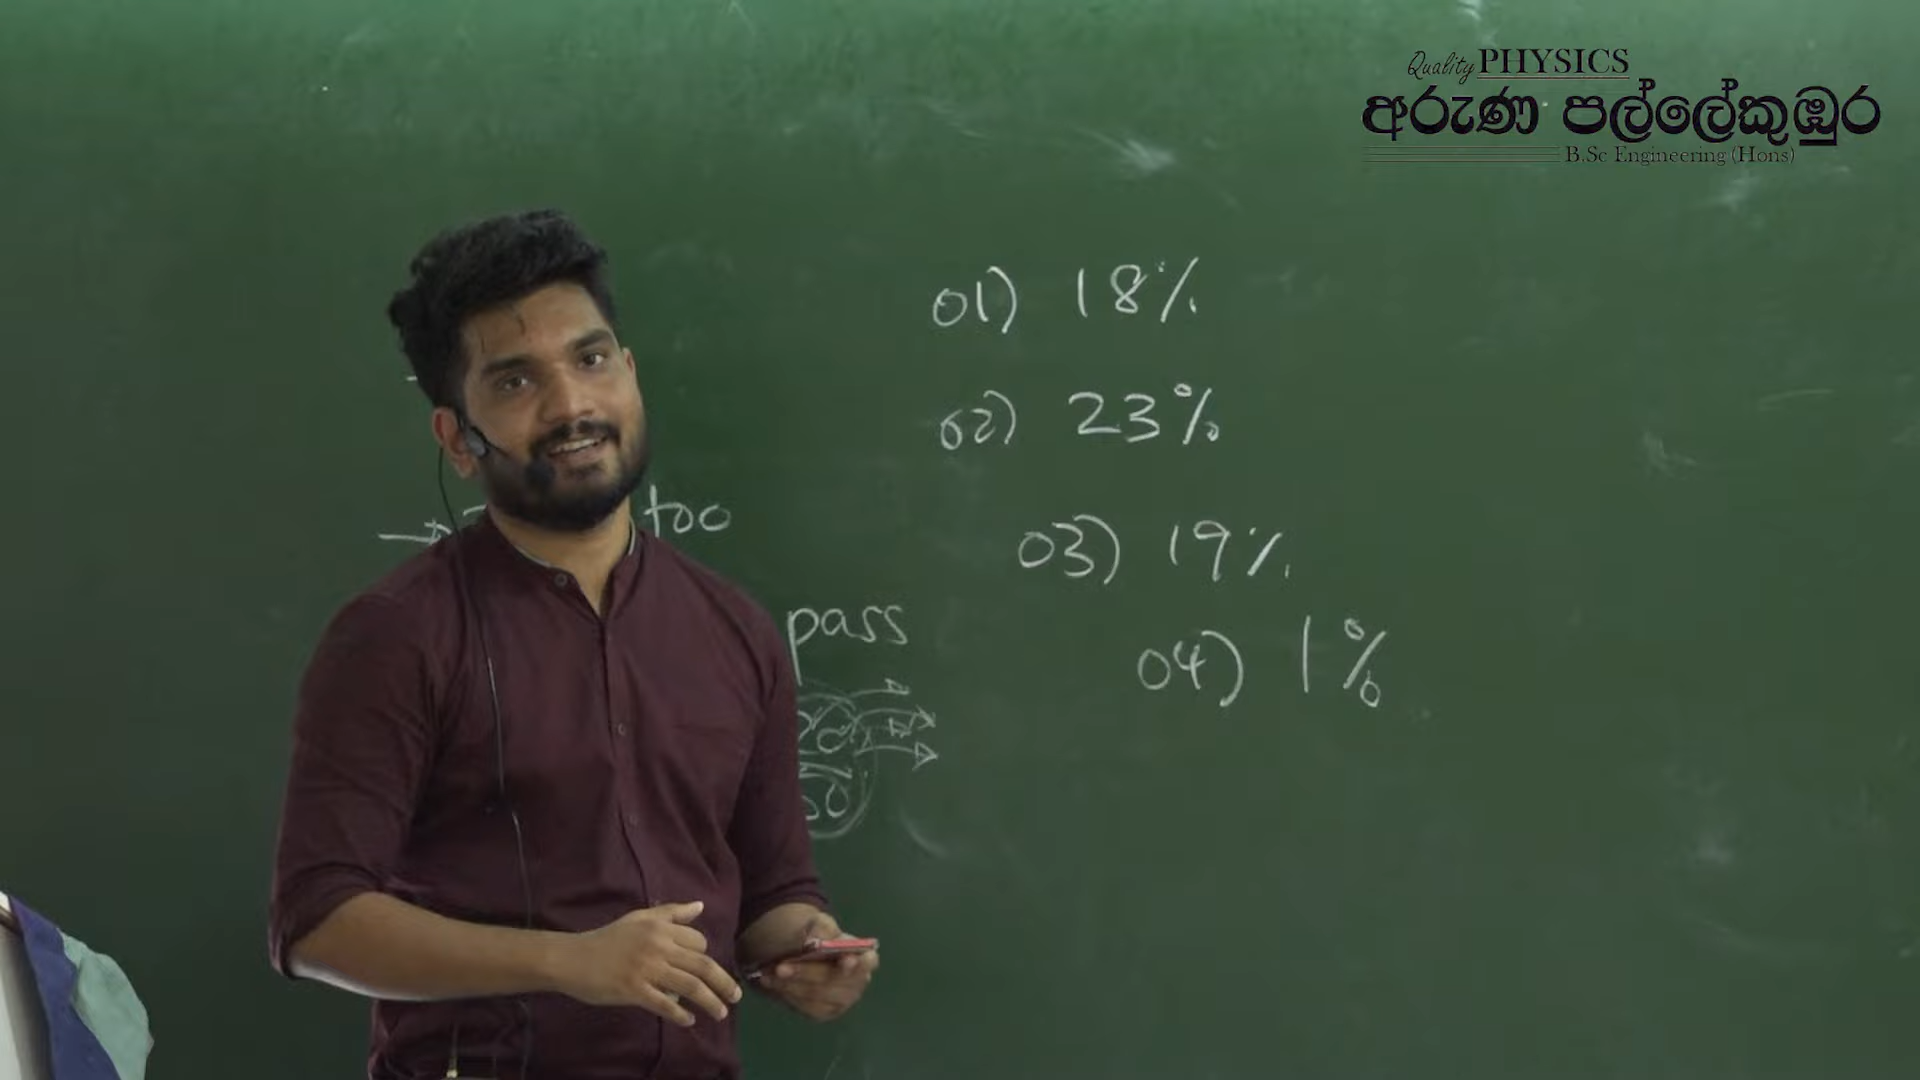 Quality PHYSICS
අරුණ පල්ලේකුඹුර
B.Sc Engineering (Hons)
01) 18%
02) 23%
too
03) 19%
pass
04) 1%